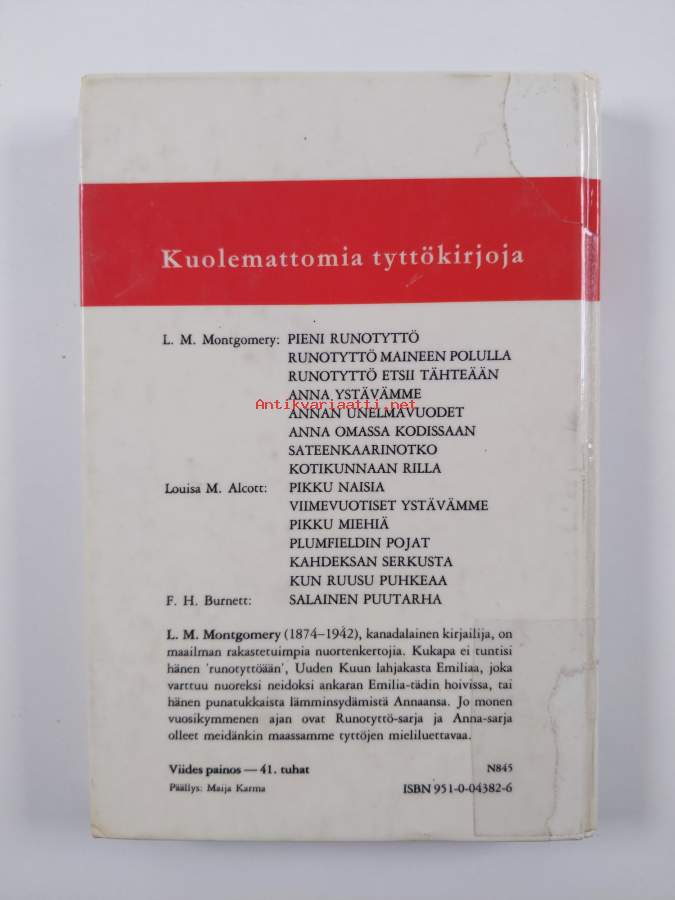 Kuolemattomia tyttökirjoja
L. M. Montgomery: PIENI RUNOTYTTÖ
RUNOTYTTÖ MAINEEN POLULLA
RUNOTYTTÖ ETSII TÄHTEÄÄN
ANNA YSTÄVÄMME
Antikvariaatti.net
ANNAN UNELMAVUODET
ANNA OMASSA KODISSAAN
SATEENKAARINOTKO
KOTIKUNNAAN RILLA
Louisa M. Alcott: PIKKU NAISIA
VIIMEVUOTISET YSTÄVÄMME
PIKKU MIEHIÄ
PLUMFIELDIN POJAT
KAHDEKSAN SERKUSTA
KUN RUUSU PUHKEAA
F. H. Burnett: SALAINEN PUUTARHA
L. M. Montgomery (1874–1942), kanadalainen kirjailija, on
maailman rakastetuimpia nuortenkertojia. Kukapa ei tuntisi
hänen 'runotyttöään', Uuden Kuun lahjakasta Emiliaa, joka
varttuu nuoreksi neidoksi ankaran Emilia-tädin hoivissa, tai
hänen punatukkaista lämminsydämistä Annaansa. Jo monen
vuosikymmenen ajan ovat Runotyttö-sarja ja Anna-sarja
olleet meidänkin maassamme tyttöjen mieliluettavaa.
Viides painos — 41. tuhat N845
Päällys: Maija Karma ISBN 951-0-04382-6